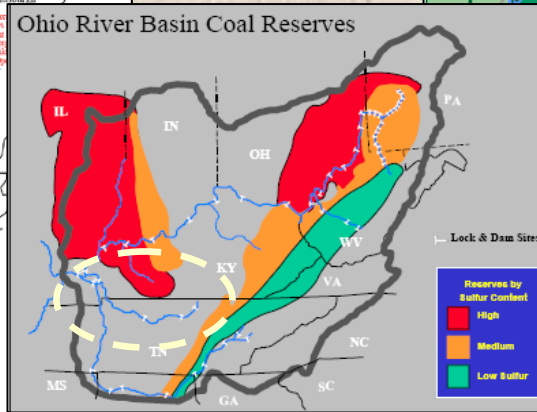 Ohio River Basin Coal Reserves
IL
IN
OH
PA
WV
KY
VA
TN
NC
MS
GA
SC
Lock & Dam Sites
Reserves by
Sulfur Content
High
Medium
Low Sulfur